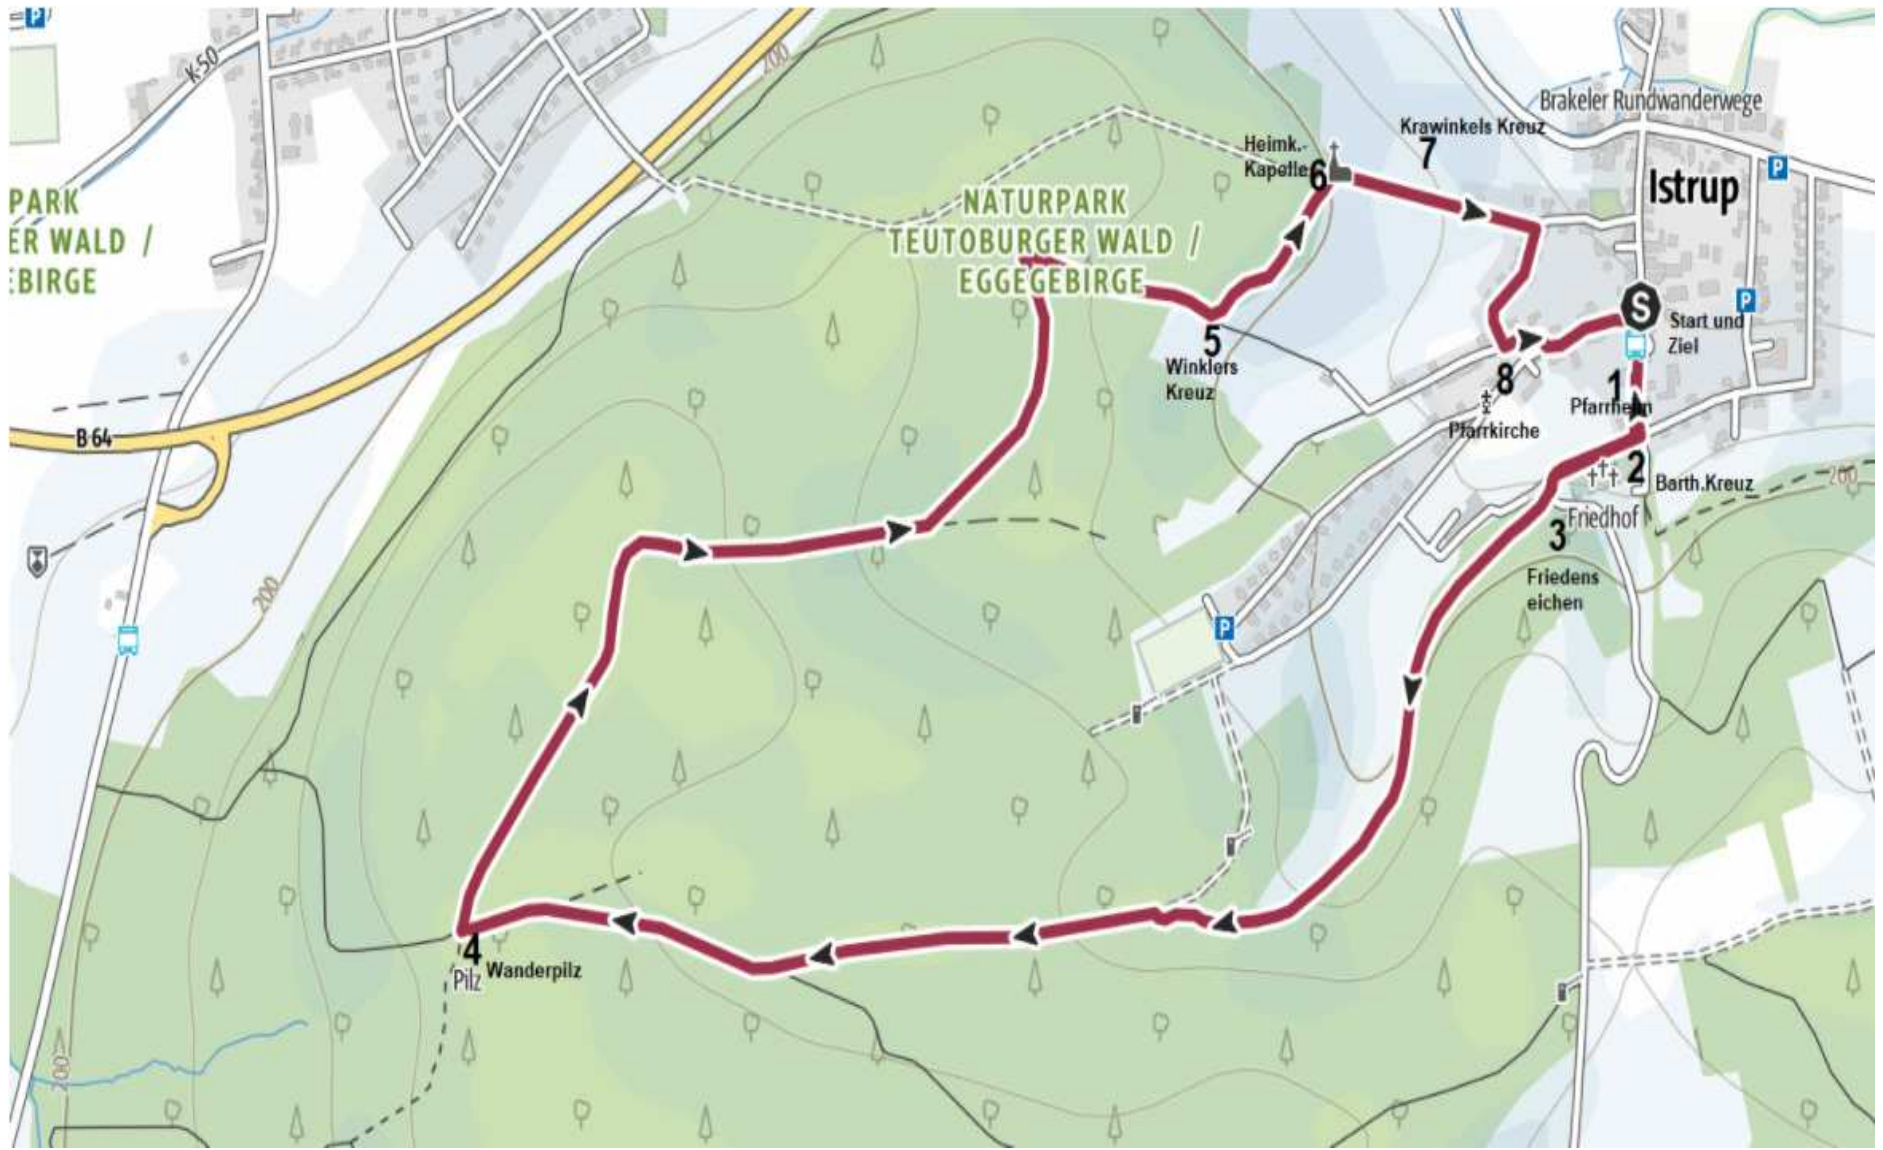 P
K-50
200
Brakeler Rundwanderwege
Krawinkels Kreuz
7
Heimk.-
Kapelle
6
P
Istrup
PARK
ER WALD /
EBIRGE
NATURPARK
TEUTOBURGER WALD /
EGGEGEBIRGE
S
P
Start und
Ziel
5
Winklers
Kreuz
8
1
Pfarrheim
Pfarrkirche
B 64
2
Barth.Kreuz
200
Friedhof
3
Friedens
eichen
200
P
4
Pilz
Wanderpilz
200